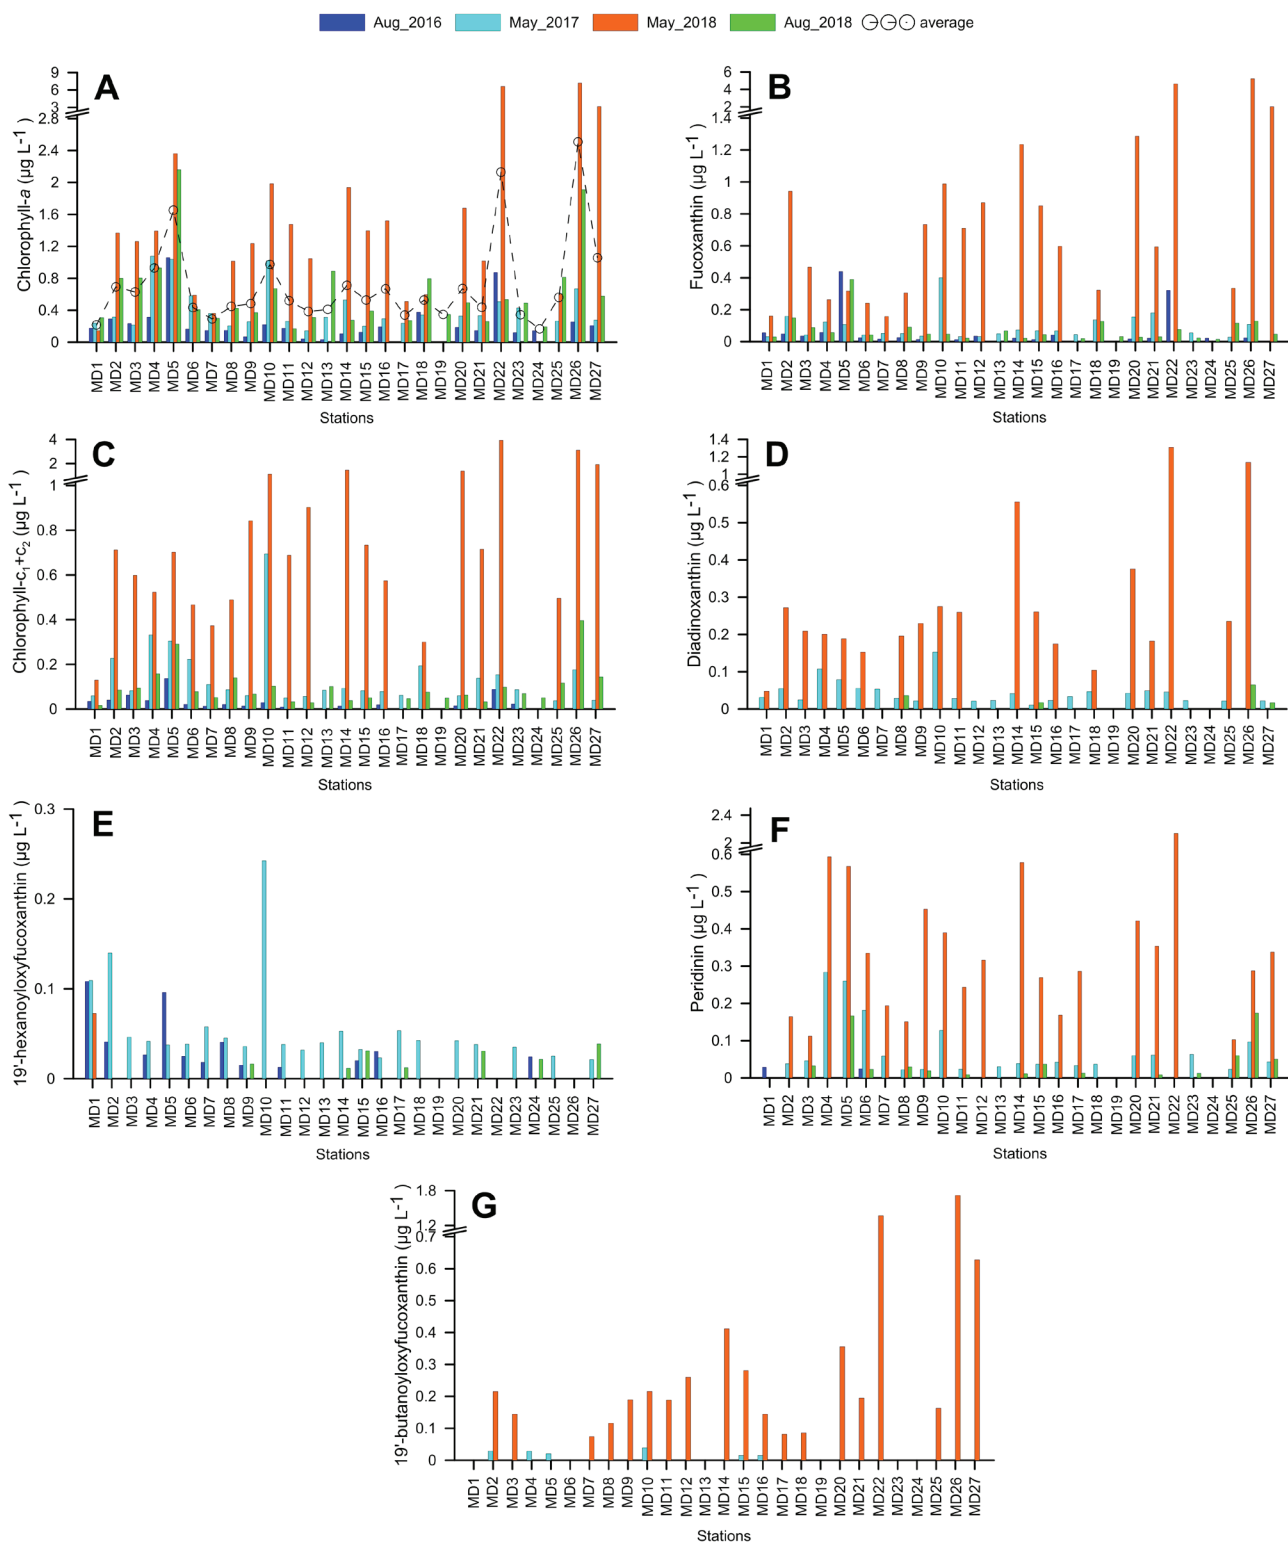 Aug_2016 May_2017 May_2018 Aug_2018 average
A
Chlorophyll-a (µg L-1 )
9
6
3
2.8
2.4
2
1.6
1.2
0.8
0.4
0
MD1 MD2 MD3 MD4 MD5 MD6 MD7 MD8 MD9 MD10 MD11 MD12 MD13 MD14 MD15 MD16 MD17 MD18 MD19 MD20 MD21 MD22 MD23 MD24 MD25 MD26 MD27
Stations
B
Fucoxanthin (µg L-1 )
6
4
2
1.4
1.2
1
0.8
0.6
0.4
0.2
0
MD1 MD2 MD3 MD4 MD5 MD6 MD7 MD8 MD9 MD10 MD11 MD12 MD13 MD14 MD15 MD16 MD17 MD18 MD19 MD20 MD21 MD22 MD23 MD24 MD25 MD26 MD27
Stations
C
Chlorophyll-c1+c2 (µg L-1 )
4
2
1
0.8
0.6
0.4
0.2
0
MD1 MD2 MD3 MD4 MD5 MD6 MD7 MD8 MD9 MD10 MD11 MD12 MD13 MD14 MD15 MD16 MD17 MD18 MD19 MD20 MD21 MD22 MD23 MD24 MD25 MD26 MD27
Stations
D
Diadinoxanthin (µg L-1 )
1.4
1.2
1
0.6
0.5
0.4
0.3
0.2
0.1
0
MD1 MD2 MD3 MD4 MD5 MD6 MD7 MD8 MD9 MD10 MD11 MD12 MD13 MD14 MD15 MD16 MD17 MD18 MD19 MD20 MD21 MD22 MD23 MD24 MD25 MD26 MD27
Stations
E
19'-hexanoyloxyfucoxanthin (µg L-1 )
0.3
0.2
0.1
0
MD1 MD2 MD3 MD4 MD5 MD6 MD7 MD8 MD9 MD10 MD11 MD12 MD13 MD14 MD15 MD16 MD17 MD18 MD19 MD20 MD21 MD22 MD23 MD24 MD25 MD26 MD27
Stations
F
Peridinin (µg L-1 )
2.4
2
0.6
0.5
0.4
0.3
0.2
0.1
0
MD1 MD2 MD3 MD4 MD5 MD6 MD7 MD8 MD9 MD10 MD11 MD12 MD13 MD14 MD15 MD16 MD17 MD18 MD19 MD20 MD21 MD22 MD23 MD24 MD25 MD26 MD27
Stations
G
19'-butanoyloxyfucoxanthin (µg L-1 )
1.8
1.2
0.7
0.6
0.5
0.4
0.3
0.2
0.1
0
MD1 MD2 MD3 MD4 MD5 MD6 MD7 MD8 MD9 MD10 MD11 MD12 MD13 MD14 MD15 MD16 MD17 MD18 MD19 MD20 MD21 MD22 MD23 MD24 MD25 MD26 MD27
Stations